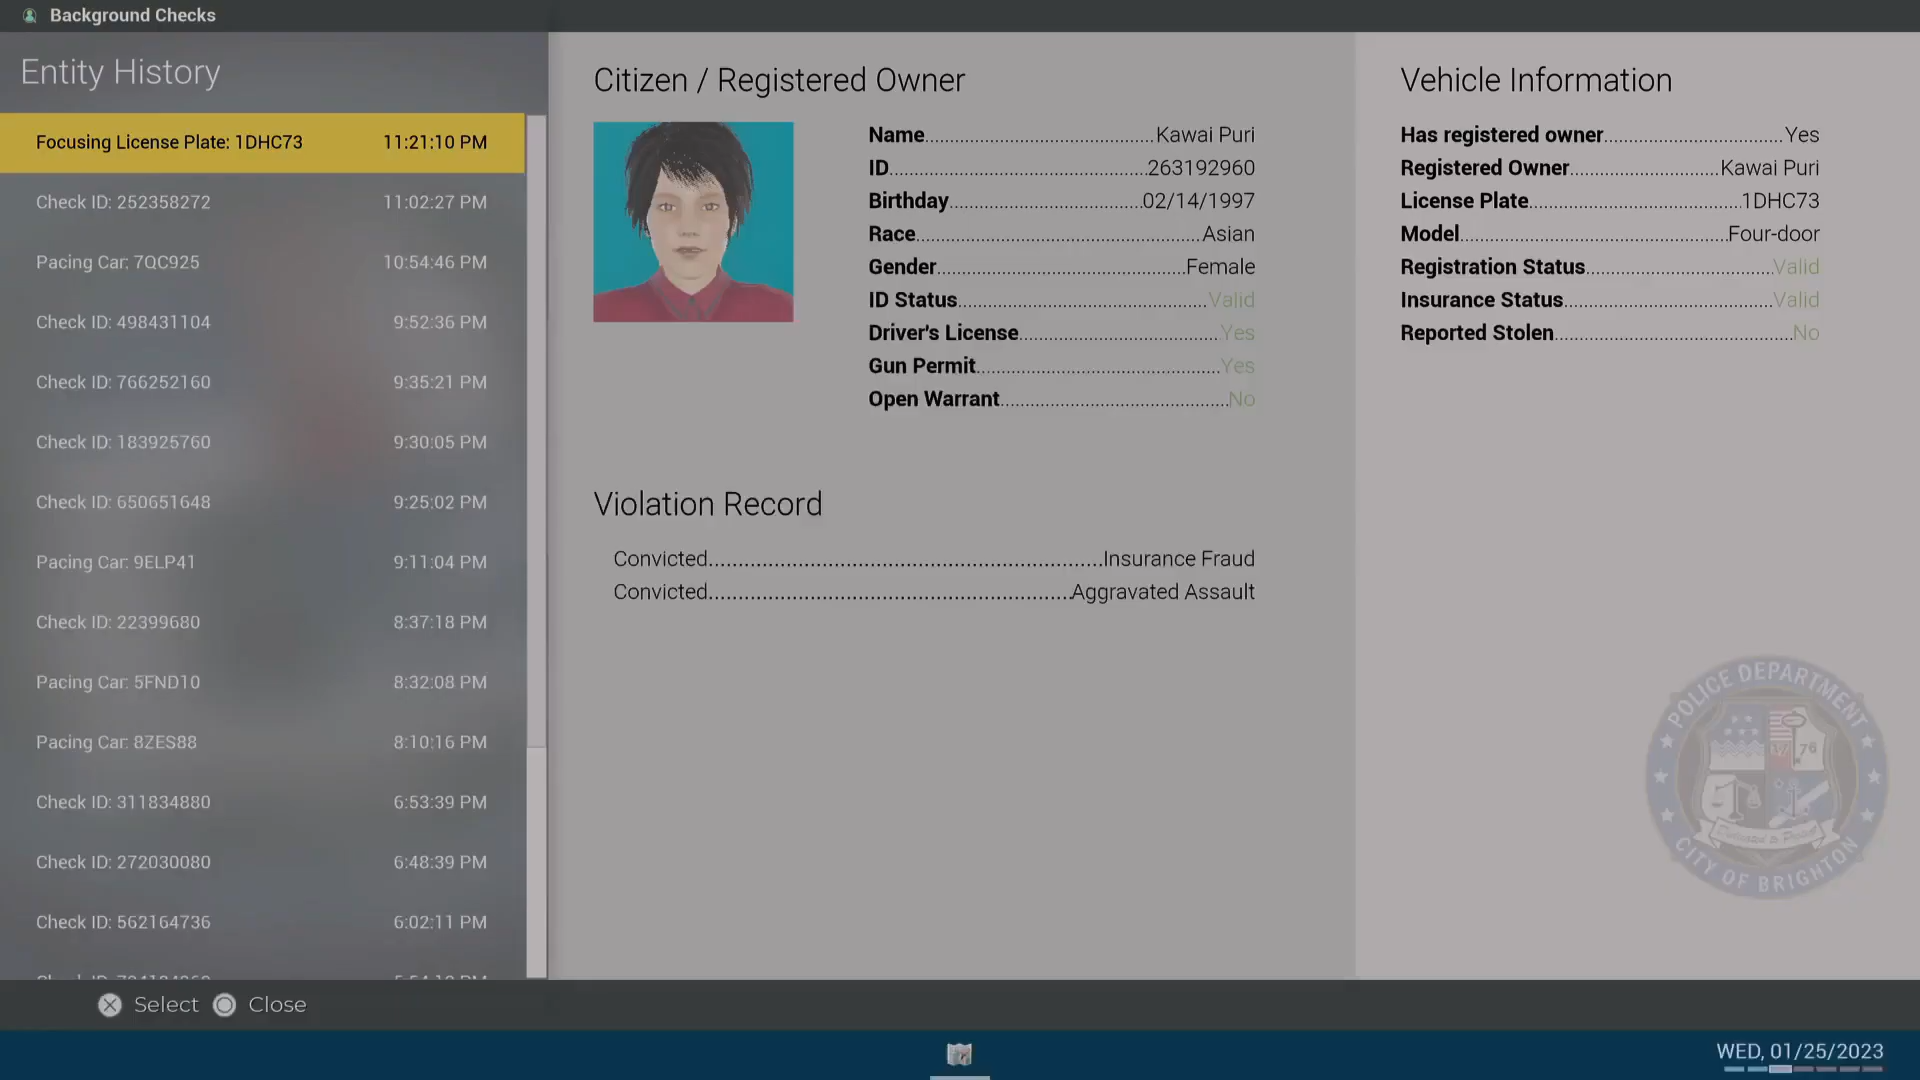 Background Checks
Entity History
Focusing License Plate: 1DHC73 11:21:10 PM
Check ID: 252358272 11:02:27 PM
Pacing Car: 7QC925 10:54:46 PM
Check ID: 498431104 9:52:36 PM
Check ID: 766252160 9:35:21 PM
Check ID: 183925760 9:30:05 PM
Check ID: 650651648 9:25:02 PM
Pacing Car: 9ELP41 9:11:04 PM
Check ID: 22399680 8:37:18 PM
Pacing Car: 5FND10 8:32:08 PM
Pacing Car: 8ZES88 8:10:16 PM
Check ID: 311834880 6:53:39 PM
Check ID: 272030080 6:48:39 PM
Check ID: 562164736 6:02:11 PM
Citizen / Registered Owner
Name Kawai Puri
ID 263192960
Birthday 02/14/1997
Race Asian
Gender Female
ID Status Valid
Driver's License Yes
Gun Permit Yes
Open Warrant No
Violation Record
Convicted Insurance Fraud
Convicted Aggravated Assault
Vehicle Information
Has registered owner Yes
Registered Owner Kawai Puri
License Plate 1DHC73
Model Four-door
Registration Status Valid
Insurance Status Valid
Reported Stolen No
POLICE DEPARTMENT
17 76
CITY OF BRIGHTON
Select Close
WED, 01/25/2023